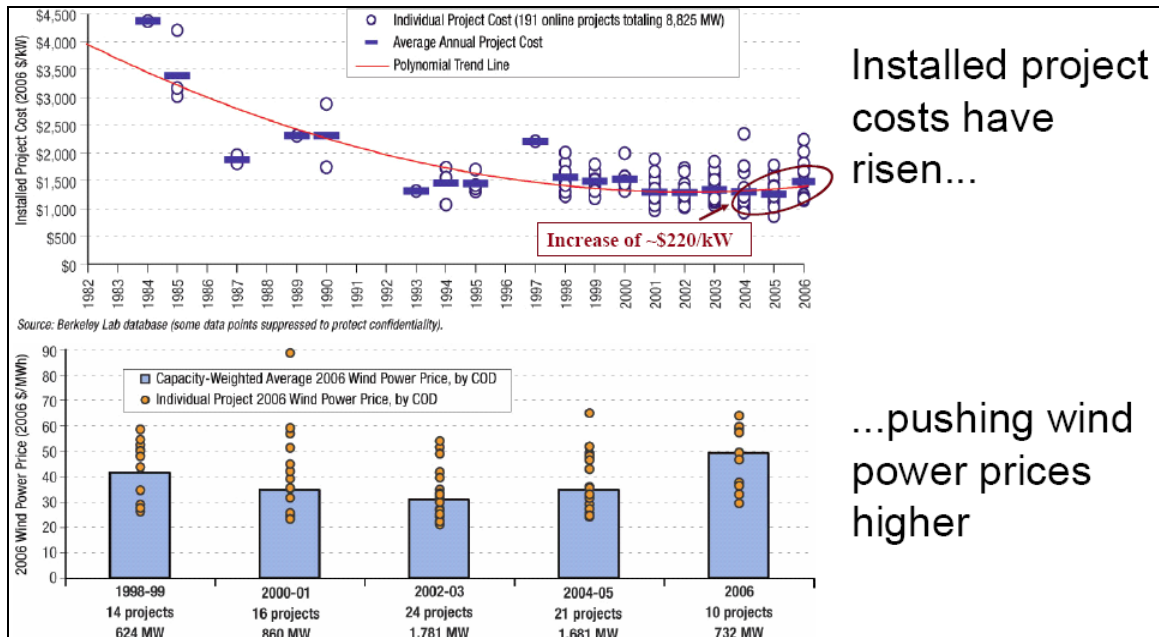 $4,500
$4,000
$3,500
$3,000
$2,500
$2,000
$1,500
$1,000
$500
$0
Installed Project Cost (2006 $/kW)
Individual Project Cost (191 online projects totaling 8,825 MW)
Average Annual Project Cost
Polynomial Trend Line
Increase of ~$220/kW
1982
1983
1984
1985
1986
1987
1988
1989
1990
1991
1992
1993
1994
1995
1996
1997
1998
1999
2000
2001
2002
2003
2004
2005
2006
Source: Berkeley Lab database (some data points suppressed to protect confidentiality).
Installed project
costs have
risen...
90
80
70
60
50
40
30
20
10
0
2006 Wind Power Price (2006 $/MWh)
Capacity-Weighted Average 2006 Wind Power Price, by COD
Individual Project 2006 Wind Power Price, by COD
1998-99
14 projects
624 MW
2000-01
16 projects
860 MW
2002-03
24 projects
1,781 MW
2004-05
21 projects
1,681 MW
2006
10 projects
732 MW
...pushing wind
power prices
higher